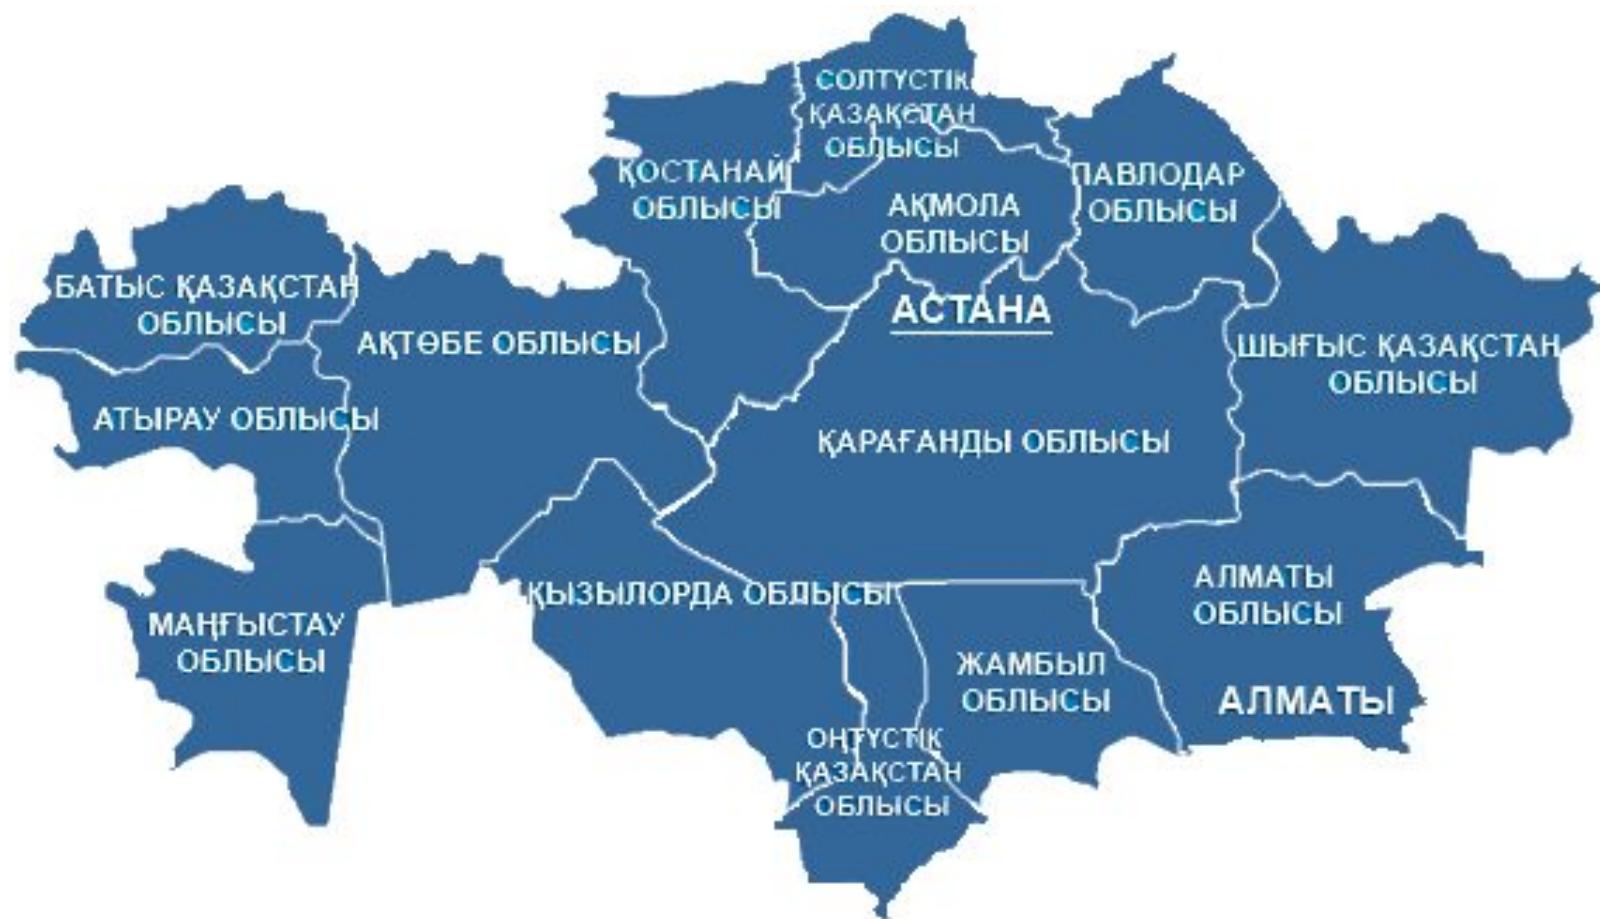 СОЛТҮСТІК
ҚАЗАҚСТАН
ОБЛЫСЫ
ҚОСТАНАЙ
ОБЛЫСЫ
ПАВЛОДАР
ОБЛЫСЫ
АҚМОЛА
ОБЛЫСЫ
БАТЫС ҚАЗАҚСТАН
ОБЛЫСЫ
АСТАНА
АҚТӨБЕ ОБЛЫСЫ
ШЫҒЫС ҚАЗАҚСТАН
ОБЛЫСЫ
АТЫРАУ ОБЛЫСЫ
ҚАРАҒАНДЫ ОБЛЫСЫ
ҚЫЗЫЛОРДА ОБЛЫСЫ
АЛМАТЫ
ОБЛЫСЫ
МАҢҒЫСТАУ
ОБЛЫСЫ
ЖАМБЫЛ
ОБЛЫСЫ
АЛМАТЫ
ОҢТҮСТІК
ҚАЗАҚСТАН
ОБЛЫСЫ